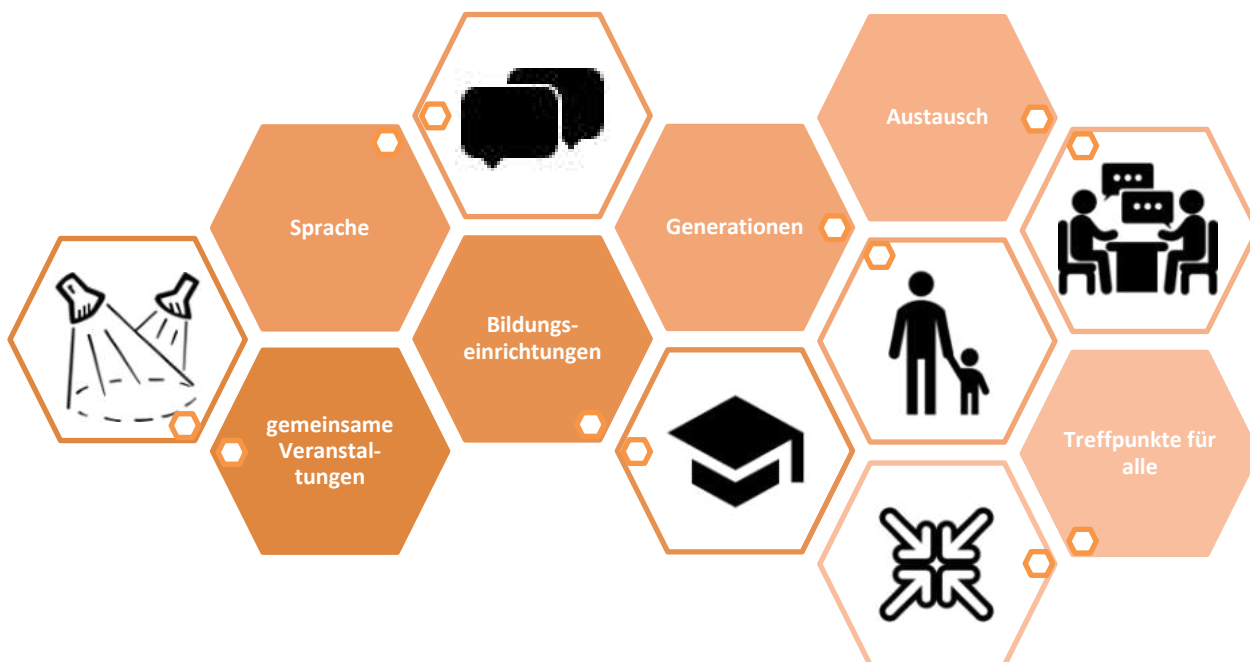 Sprache
gemeinsame
Veranstal-
tungen
Bildungs-
einrichtungen
Generationen
Austausch
Treffpunkte für
alle